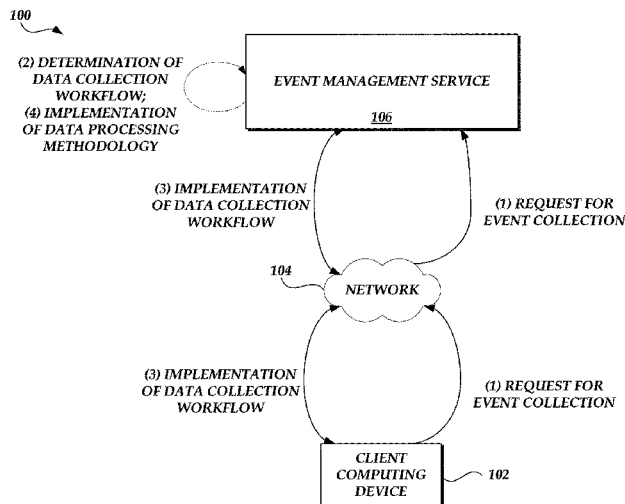 100
(2) DETERMINATION OF
DATA COLLECTION
WORKFLOW;
(4) IMPLEMENTATION
OF DATA PROCESSING
METHODOLOGY
EVENT MANAGEMENT SERVICE
106
(3) IMPLEMENTATION
OF DATA COLLECTION
WORKFLOW
(1) REQUEST FOR
EVENT COLLECTION
104
NETWORK
(3) IMPLEMENTATION
OF DATA COLLECTION
WORKFLOW
(1) REQUEST FOR
EVENT COLLECTION
CLIENT
COMPUTING
DEVICE
102